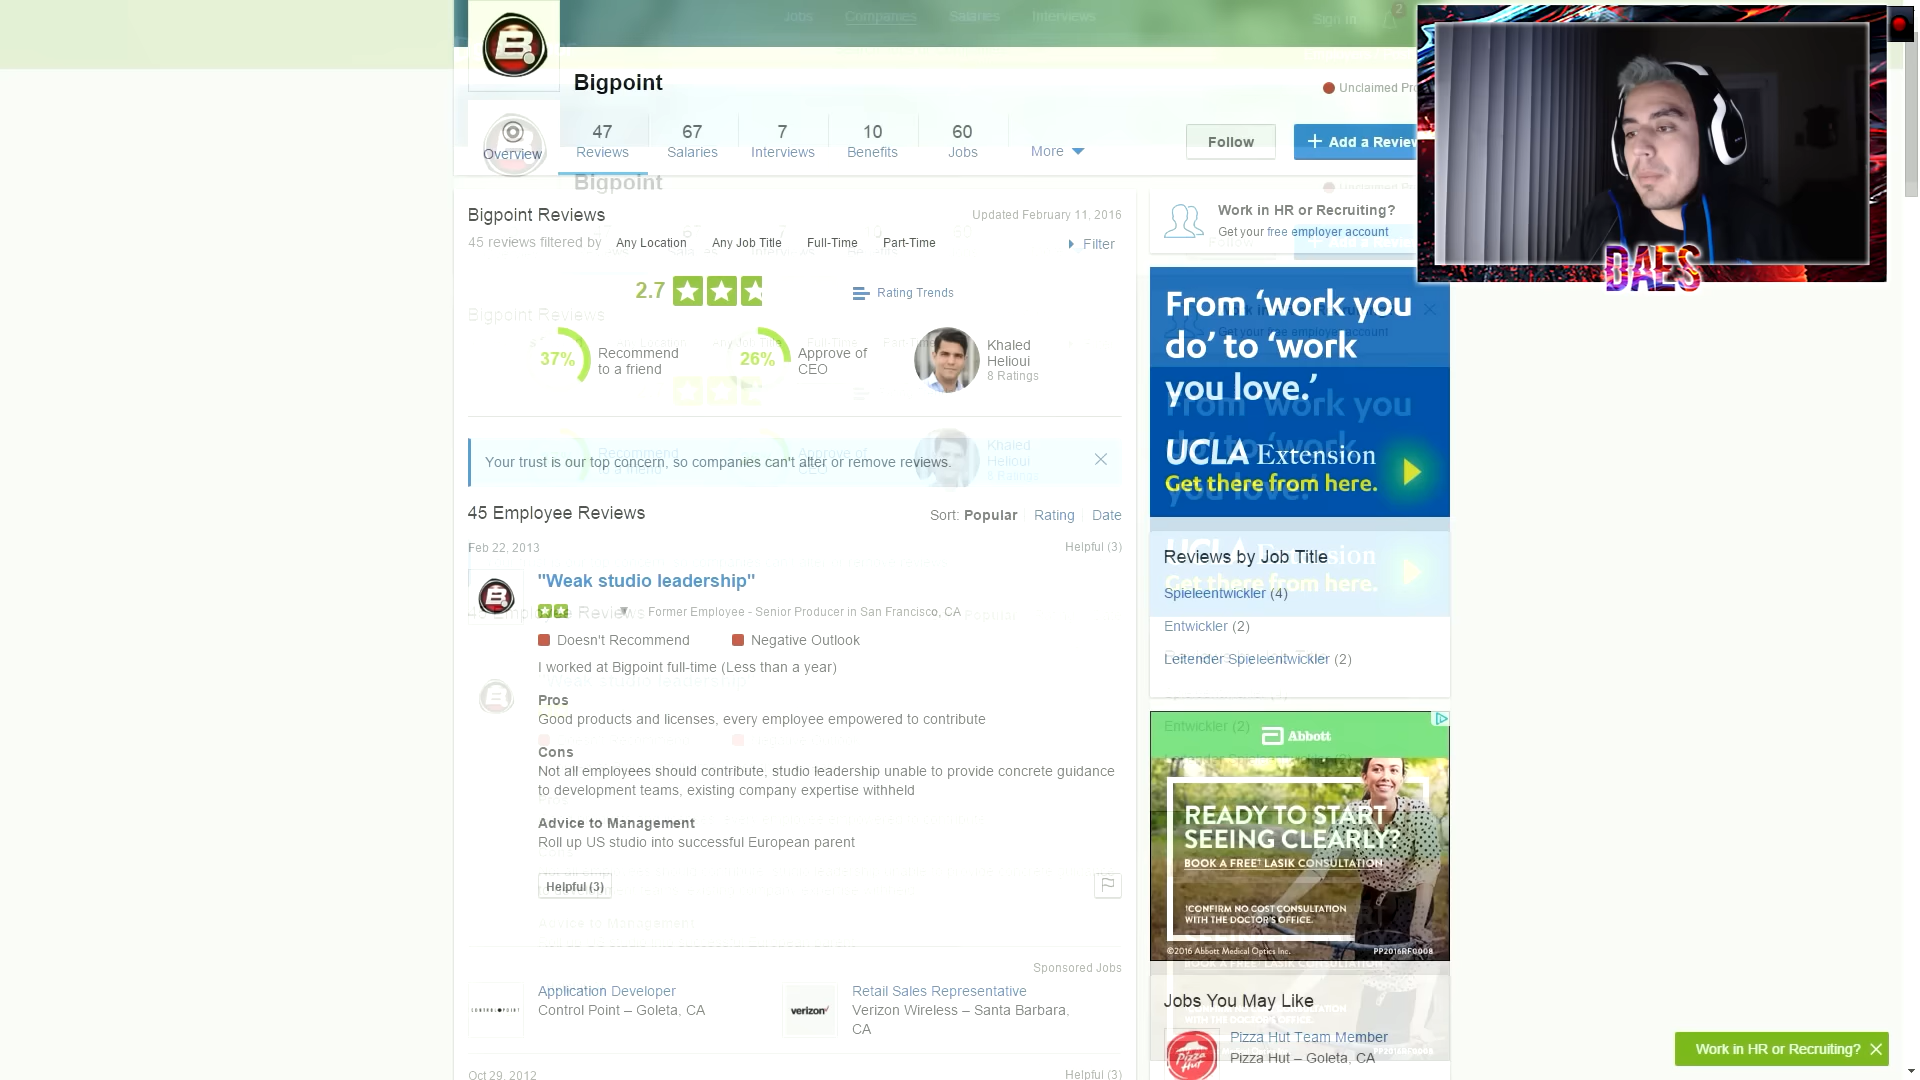 Jobs Companies Salaries Interviews Sign In 2
Bigpoint
Unclaimed Pro
Overview
47 Reviews
67 Salaries
7 Interviews
10 Benefits
60 Jobs
More
Follow
Add a Review
Bigpoint Reviews
Updated February 11, 2016
45 reviews filtered by Any Location Any Job Title Full-Time Part-Time
Filter
2.7
Rating Trends
37% Recommend to a friend
26% Approve of CEO
Khaled Helioui
8 Ratings
Your trust is our top concern, so companies can't alter or remove reviews.
45 Employee Reviews
Sort: Popular Rating Date
Feb 22, 2013
Helpful (3)
"Weak studio leadership"
Former Employee - Senior Producer in San Francisco, CA
Doesn't Recommend Negative Outlook
I worked at Bigpoint full-time (Less than a year)
Pros
Good products and licenses, every employee empowered to contribute
Cons
Not all employees should contribute, studio leadership unable to provide concrete guidance
to development teams, existing company expertise withheld
Advice to Management
Roll up US studio into successful European parent
Helpful (3)
Sponsored Jobs
CONTROL POINT
Application Developer
Control Point – Goleta, CA
verizon
Retail Sales Representative
Verizon Wireless – Santa Barbara,
CA
Oct 29, 2012
Helpful (3)
Work in HR or Recruiting?
Get your free employer account
From ‘work you
do’ to ‘work
you love.’
UCLA Extension
Get there from here.
Reviews by Job Title
Spieleentwickler (4)
Entwickler (2)
Leitender Spieleentwickler (2)
Abbott
READY TO START
SEEING CLEARLY?
BOOK A FREE† LASIK CONSULTATION
†CONFIRM NO COST CONSULTATION
WITH THE DOCTOR'S OFFICE.
©2016 Abbott Medical Optics Inc.
PP2016RF0008
Jobs You May Like
Pizza Hut
Pizza Hut Team Member
Pizza Hut – Goleta, CA
DAES
Work in HR or Recruiting?